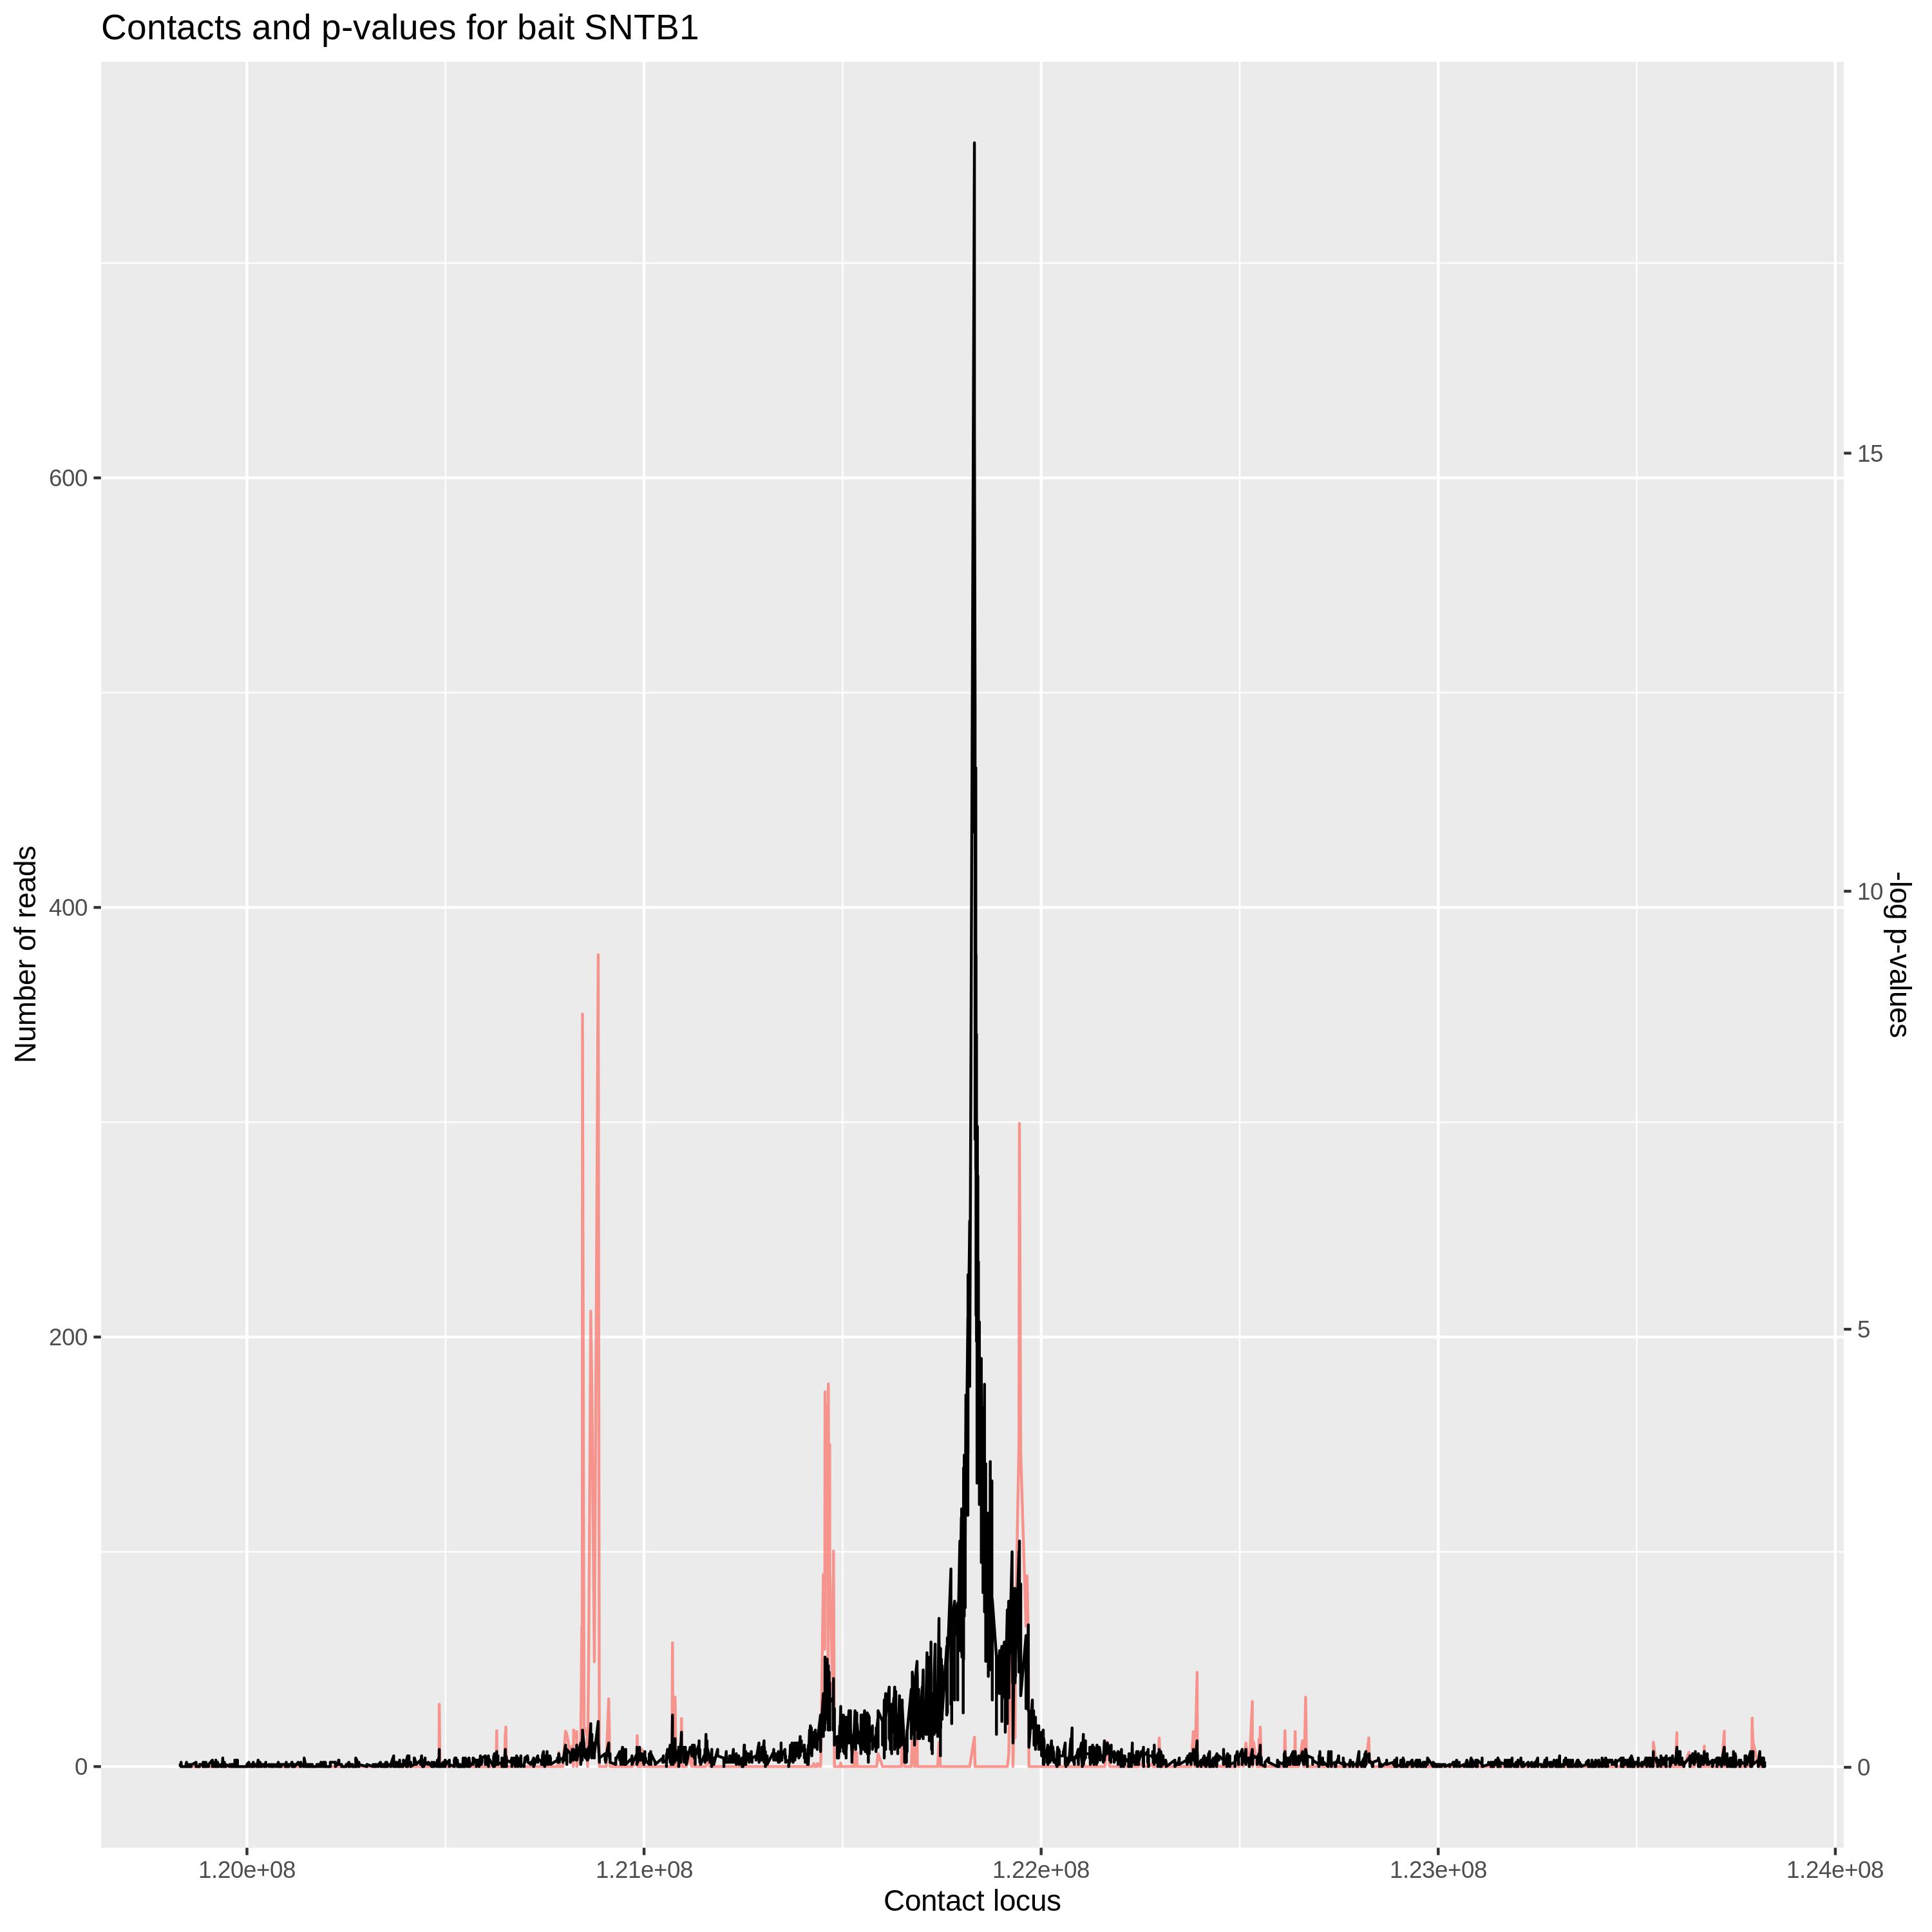 Contacts and p-values for bait SNTB1
Number of reads
600
400
200
0
15
10
5
0
-log p-values
1.20e+08 1.21e+08 1.22e+08 1.23e+08 1.24e+08
Contact locus